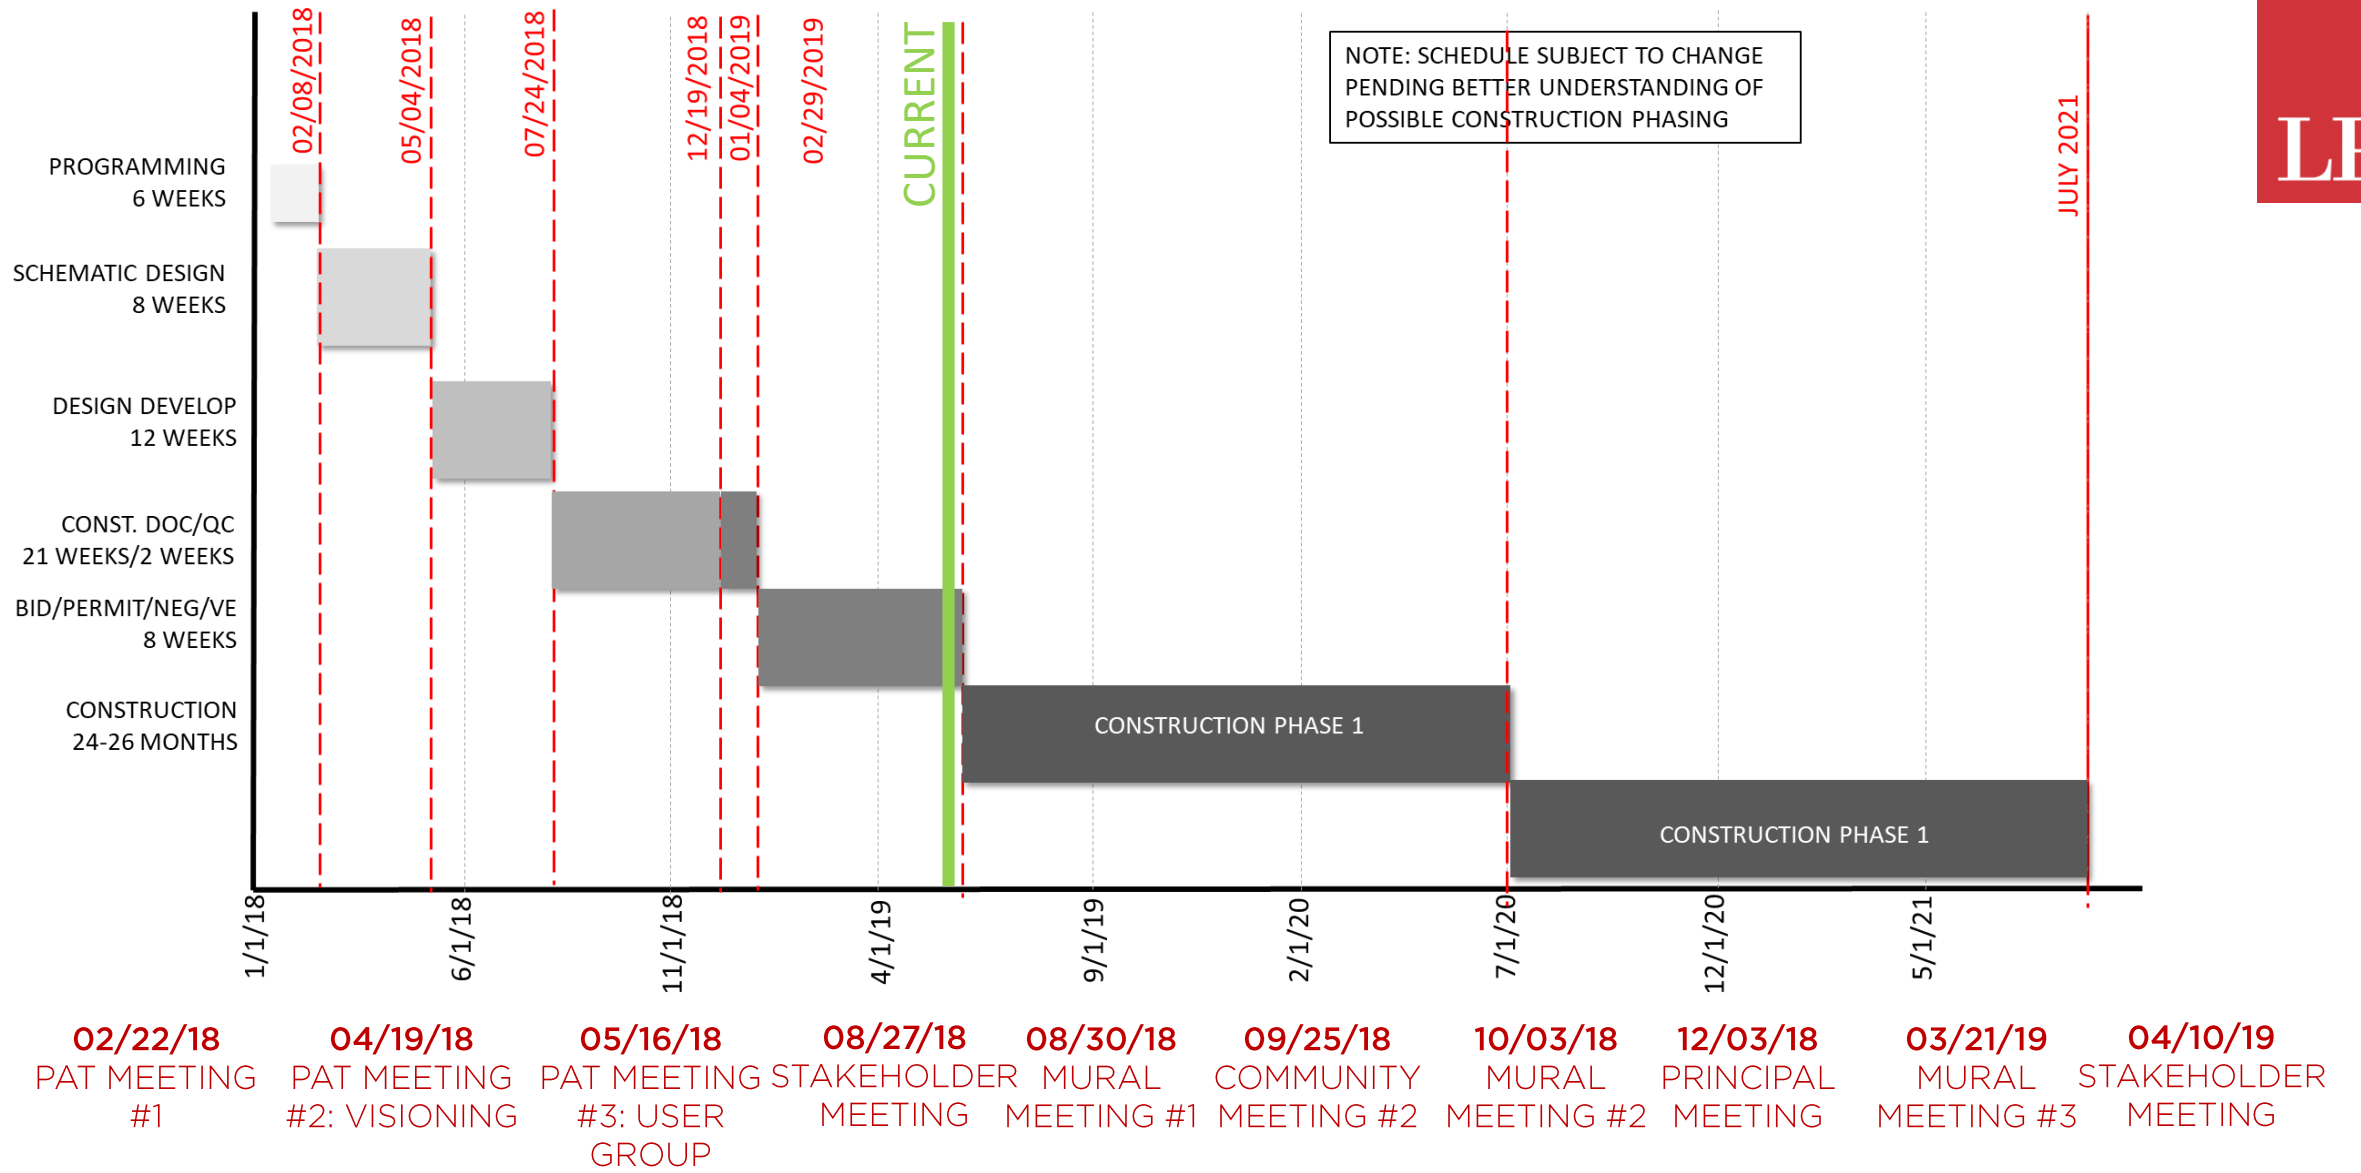 02/08/2018
05/04/2018
07/24/2018
12/19/2018
01/04/2019
02/29/2019
CURRENT
NOTE: SCHEDULE SUBJECT TO CHANGE
PENDING BETTER UNDERSTANDING OF
POSSIBLE CONSTRUCTION PHASING
JULY 2021
PROGRAMMING
6 WEEKS
SCHEMATIC DESIGN
8 WEEKS
DESIGN DEVELOP
12 WEEKS
CONST. DOC/QC
21 WEEKS/2 WEEKS
BID/PERMIT/NEG/VE
8 WEEKS
CONSTRUCTION
24-26 MONTHS
CONSTRUCTION PHASE 1
CONSTRUCTION PHASE 1
1/1/18
6/1/18
11/1/18
4/1/19
9/1/19
2/1/20
7/1/20
12/1/20
5/1/21
02/22/18
PAT MEETING
#1
04/19/18
PAT MEETING
#2: VISIONING
05/16/18
PAT MEETING
#3: USER
GROUP
08/27/18
STAKEHOLDER
MEETING
08/30/18
MURAL
MEETING #1
09/25/18
COMMUNITY
MEETING #2
10/03/18
MURAL
MEETING #2
12/03/18
PRINCIPAL
MEETING
03/21/19
MURAL
MEETING #3
04/10/19
STAKEHOLDER
MEETING